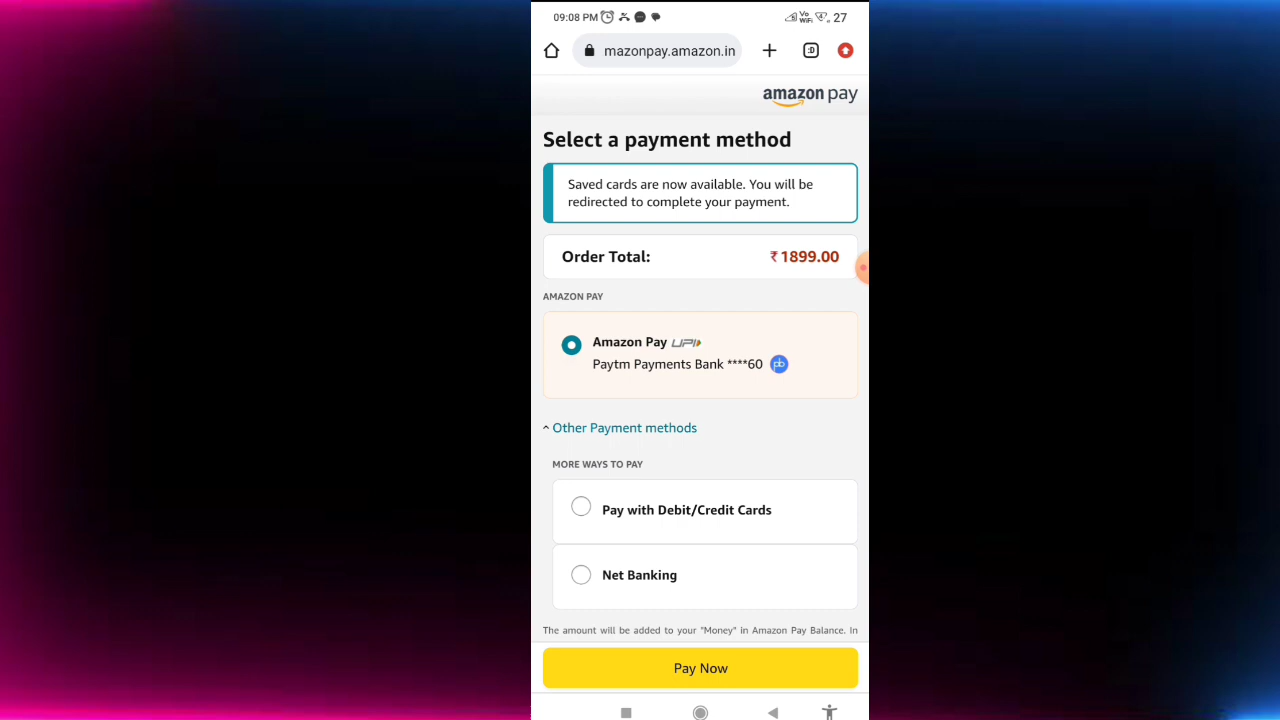 09:08 PM
Vo
WiFi
27
mazonpay.amazon.in
:D
amazon pay
Select a payment method
Saved cards are now available. You will be
redirected to complete your payment.
Order Total: ₹1899.00
AMAZON PAY
Amazon Pay UPI
Paytm Payments Bank ****60 pb
^ Other Payment methods
MORE WAYS TO PAY
Pay with Debit/Credit Cards
Net Banking
The amount will be added to your "Money" in Amazon Pay Balance. In
Pay Now